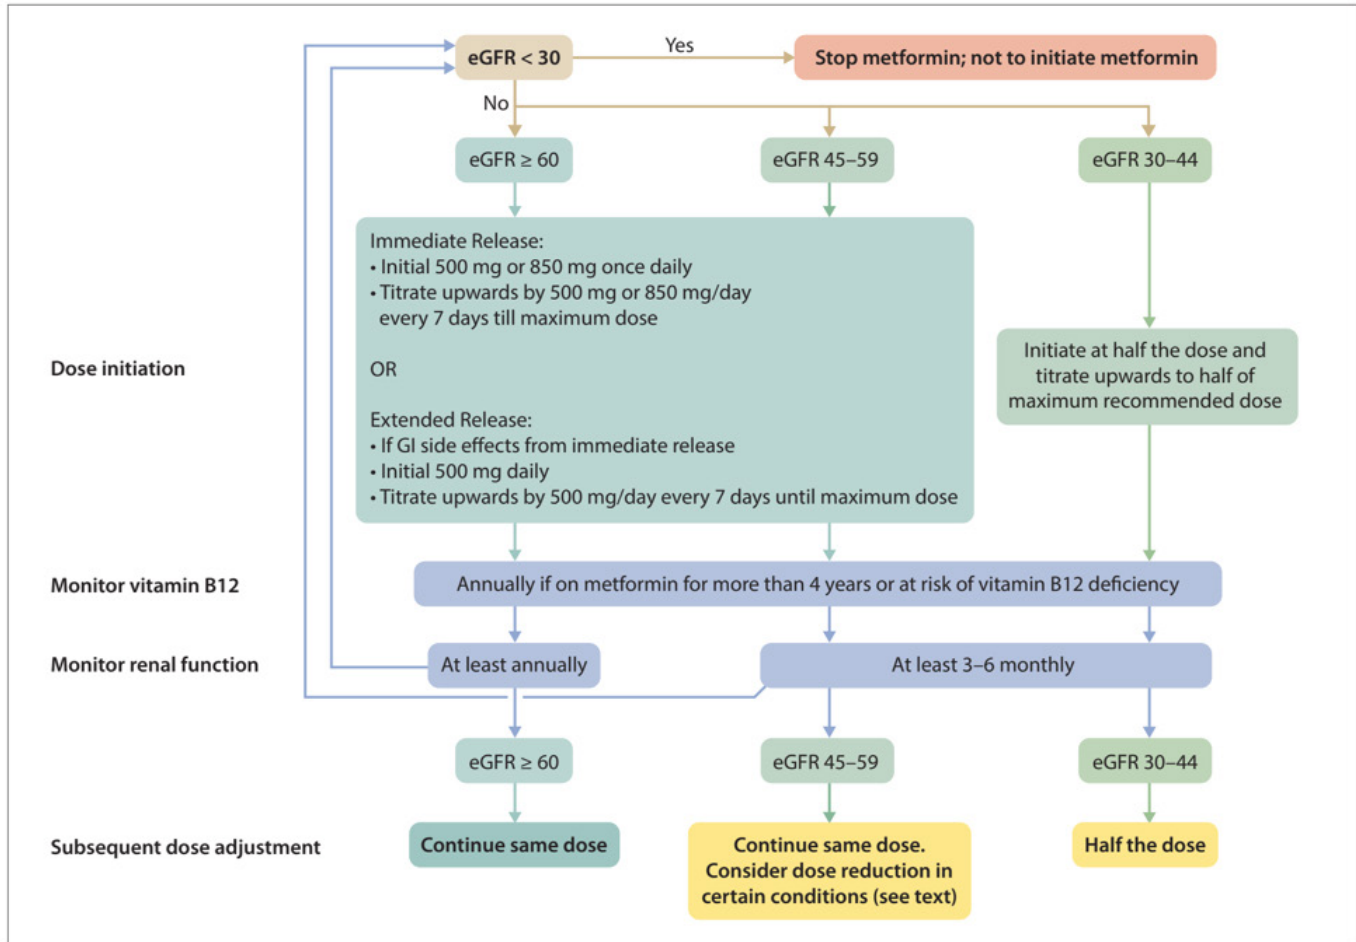 eGFR < 30
Yes
Stop metformin; not to initiate metformin
No
eGFR ≥ 60
eGFR 45–59
eGFR 30–44
Dose initiation
Immediate Release:
• Initial 500 mg or 850 mg once daily
• Titrate upwards by 500 mg or 850 mg/day
every 7 days till maximum dose
OR
Extended Release:
• If GI side effects from immediate release
• Initial 500 mg daily
• Titrate upwards by 500 mg/day every 7 days until maximum dose
Initiate at half the dose and
titrate upwards to half of
maximum recommended dose
Monitor vitamin B12
Annually if on metformin for more than 4 years or at risk of vitamin B12 deficiency
Monitor renal function
At least annually
At least 3–6 monthly
eGFR ≥ 60
eGFR 45–59
eGFR 30–44
Subsequent dose adjustment
Continue same dose
Continue same dose.
Consider dose reduction in
certain conditions (see text)
Half the dose